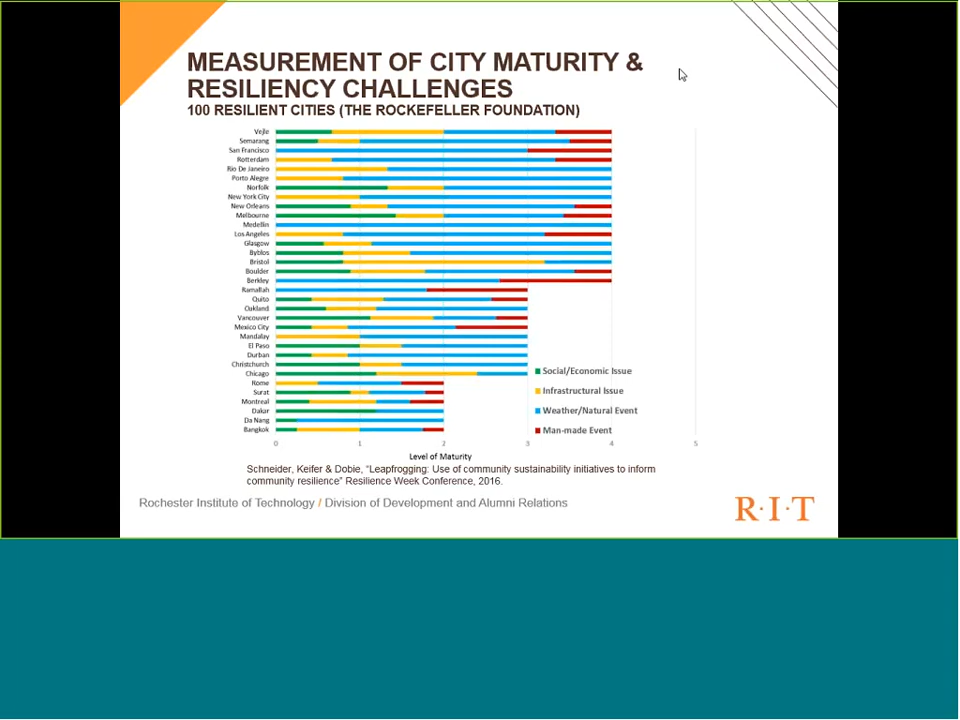 MEASUREMENT OF CITY MATURITY &
RESILIENCY CHALLENGES
100 RESILIENT CITIES (THE ROCKEFELLER FOUNDATION)
Vejle
Semarang
San Francisco
Rotterdam
Rio De Janeiro
Porto Alegre
Norfolk
New York City
New Orleans
Melbourne
Medellin
Los Angeles
Glasgow
Byblos
Bristol
Boulder
Berkley
Ramallah
Quito
Oakland
Vancouver
Mexico City
Mandalay
El Paso
Durban
Christchurch
Chicago
Rome
Surat
Montreal
Dakar
Da Nang
Bangkok
Social/Economic Issue
Infrastructural Issue
Weather/Natural Event
Man-made Event
0 1 2 3 4 5
Level of Maturity
Schneider, Keifer & Dobie, “Leapfrogging: Use of community sustainability initiatives to inform
community resilience” Resilience Week Conference, 2016.
Rochester Institute of Technology / Division of Development and Alumni Relations
R·I·T